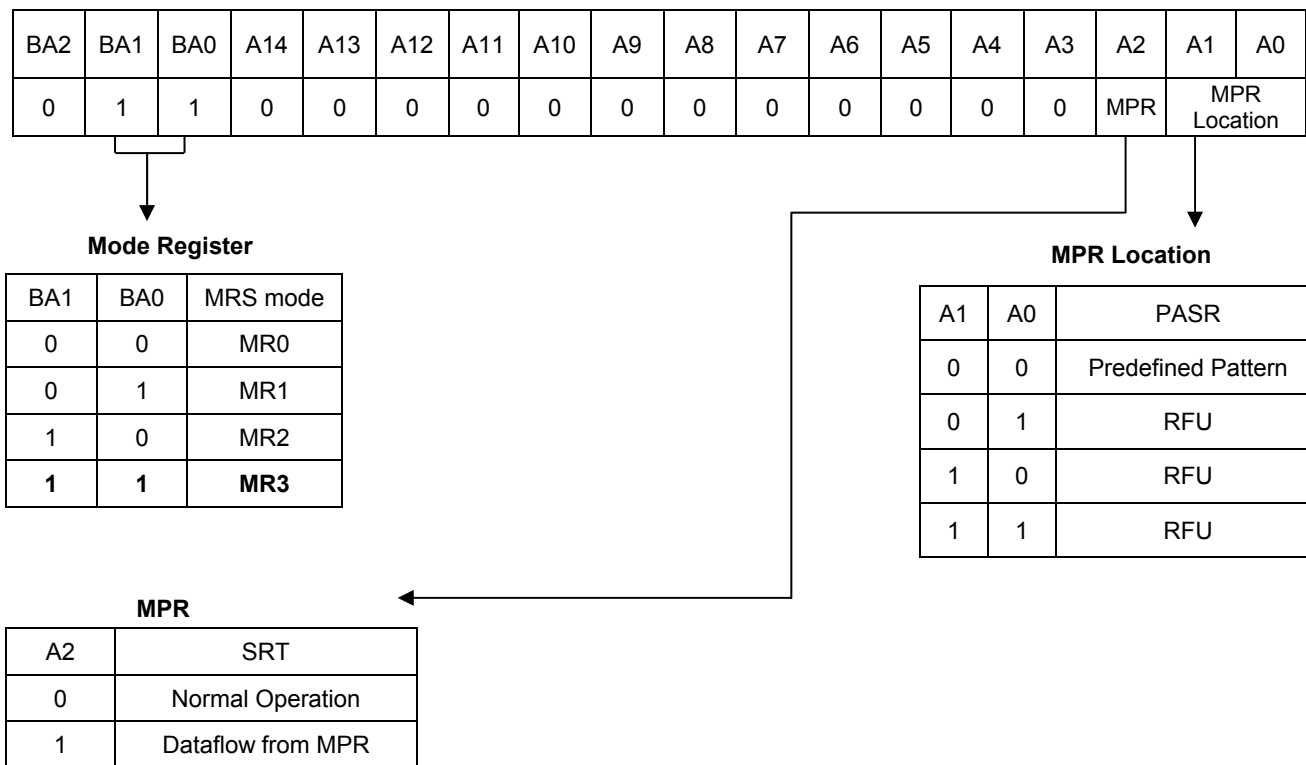 BA2 BA1 BA0 A14 A13 A12 A11 A10 A9 A8 A7 A6 A5 A4 A3 A2 A1 A0
0 1 1 0 0 0 0 0 0 0 0 0 0 0 0 MPR MPR Location
Mode Register
BA1 BA0 MRS mode
0 0 MR0
0 1 MR1
1 0 MR2
1 1 MR3
MPR Location
A1 A0 PASR
0 0 Predefined Pattern
0 1 RFU
1 0 RFU
1 1 RFU
MPR
A2 SRT
0 Normal Operation
1 Dataflow from MPR